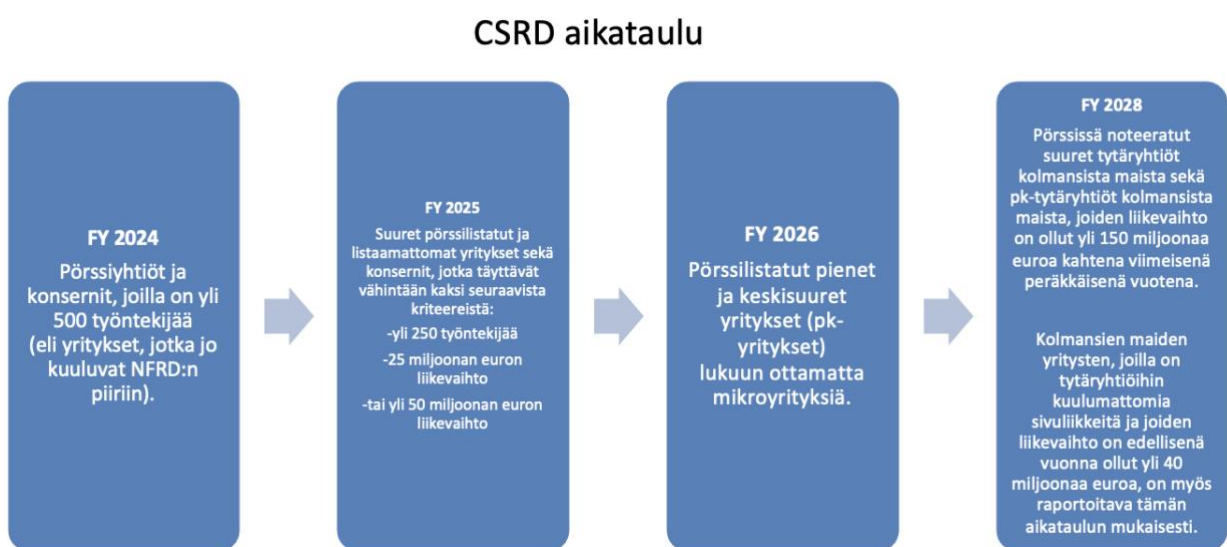 CSRD aikataulu
FY 2024
Pörssiyhtiöt ja
konsernit, joilla on yli
500 työntekijää
(eli yritykset, jotka jo
kuuluvat NFRD:n
piiriin).
FY 2025
Suuret pörssilistatut ja
listaamattomat yritykset sekä
konsernit, jotka täyttävät
vähintään kaksi seuraavista
kriteereistä:
-yli 250 työntekijää
-25 miljoonan euron
liikevaihto
-tai yli 50 miljoonan euron
liikevaihto
FY 2026
Pörssilistatut pienet
ja keskisuuret
yritykset (pk-
yritykset)
lukuun ottamatta
mikroyrityksiä.
FY 2028
Pörssissä noteeratut
suuret tytäryhtiöt
kolmansista maista sekä
pk-tytäryhtiöt kolmansista
maista, joiden liikevaihto
on ollut yli 150 miljoonaa
euroa kahtena viimeisenä
peräkkäisenä vuotena.
Kolmansien maiden
yritysten, joilla on
tytäryhtiöihin
kuulumattomia
sivuliikkeitä ja joiden
liikevaihto on edellisenä
vuonna ollut yli 40
miljoonaa euroa, on myös
raportoitava tämän
aikataulun mukaisesti.